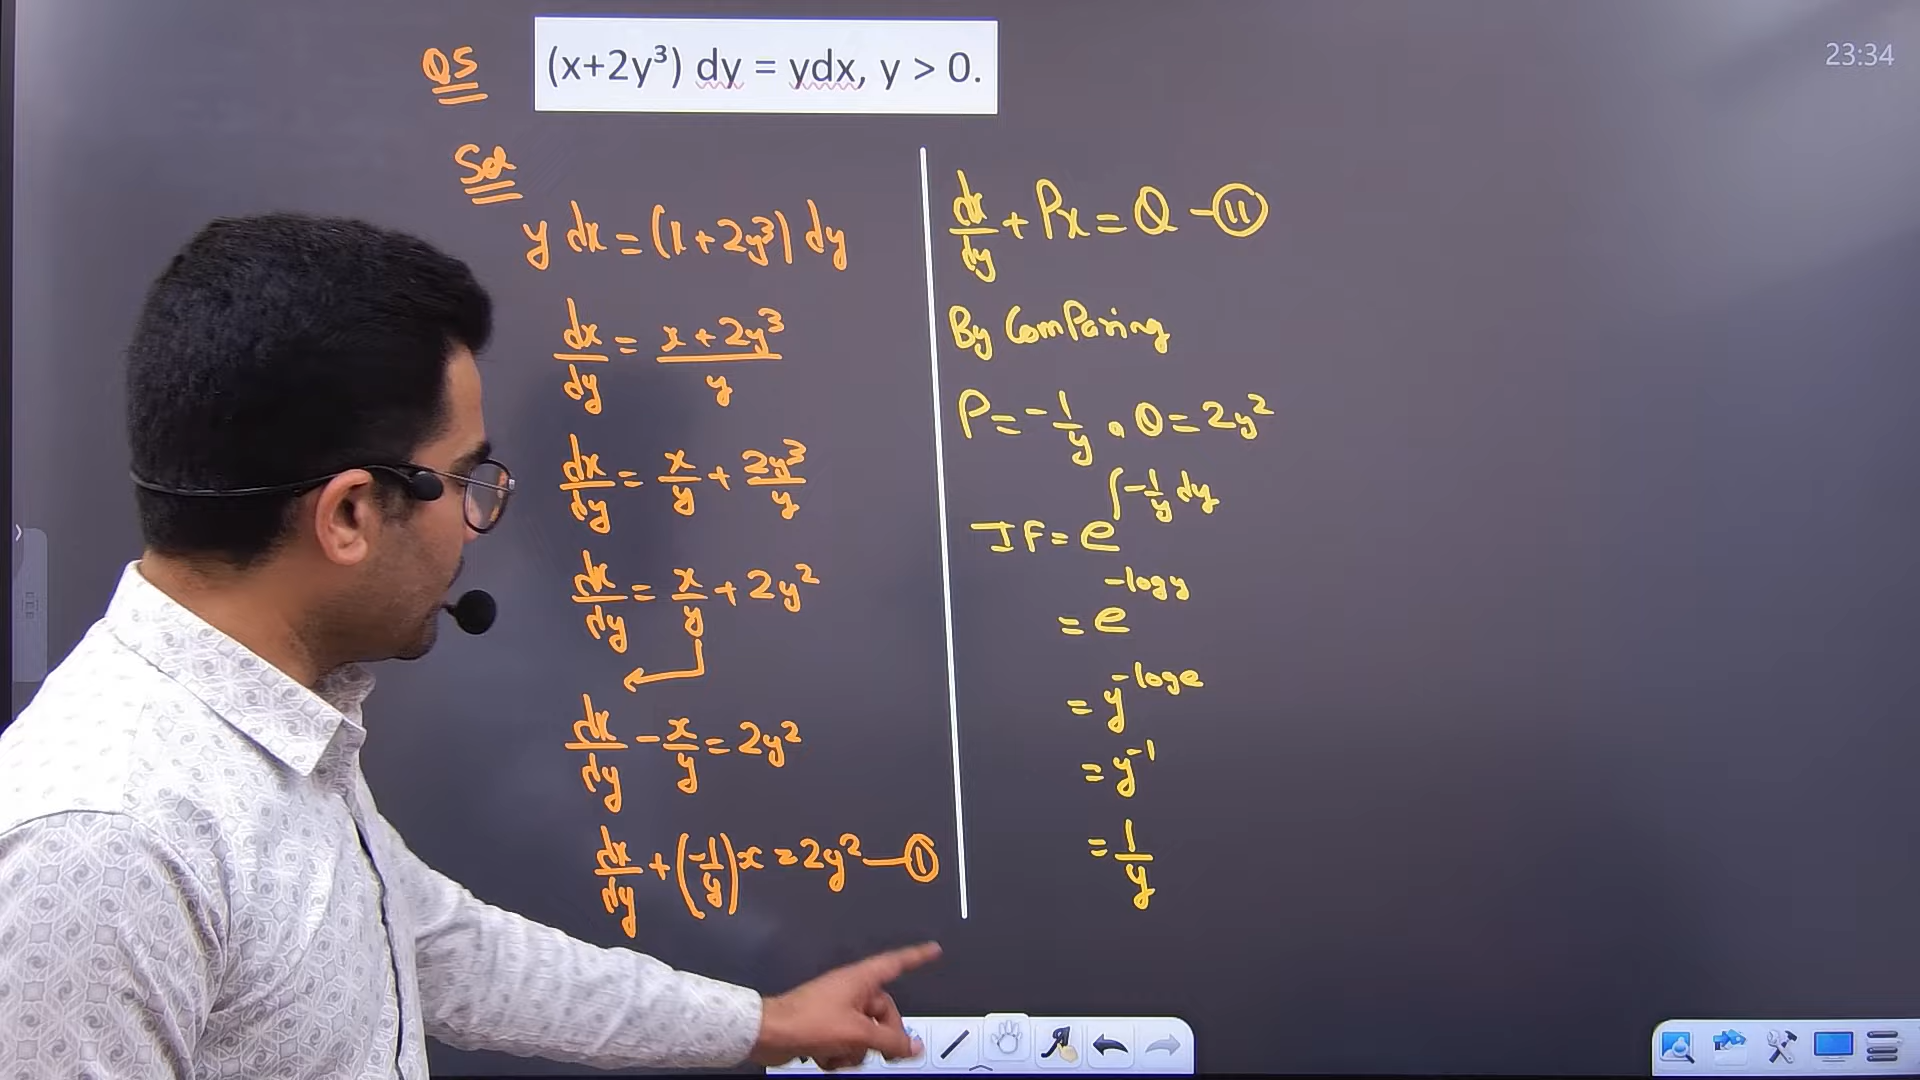 Q5
(x+2y³) dy = ydx, y > 0.
23:34
Sol
y dx = (x+2y³) dy
dx/dy = (x+2y³)/y
dx/dy = x/y + 2y³/y
dx/dy = x/y + 2y²
dx/dy - x/y = 2y²
dx/dy + (-1/y)x = 2y² — ①
dx/dy + Px = Q — ⑪
By Comparing
P = -1/y, Q = 2y²
IF = e^∫-1/y dy
= e^-logy
= y^-loge
= y^-1
= 1/y